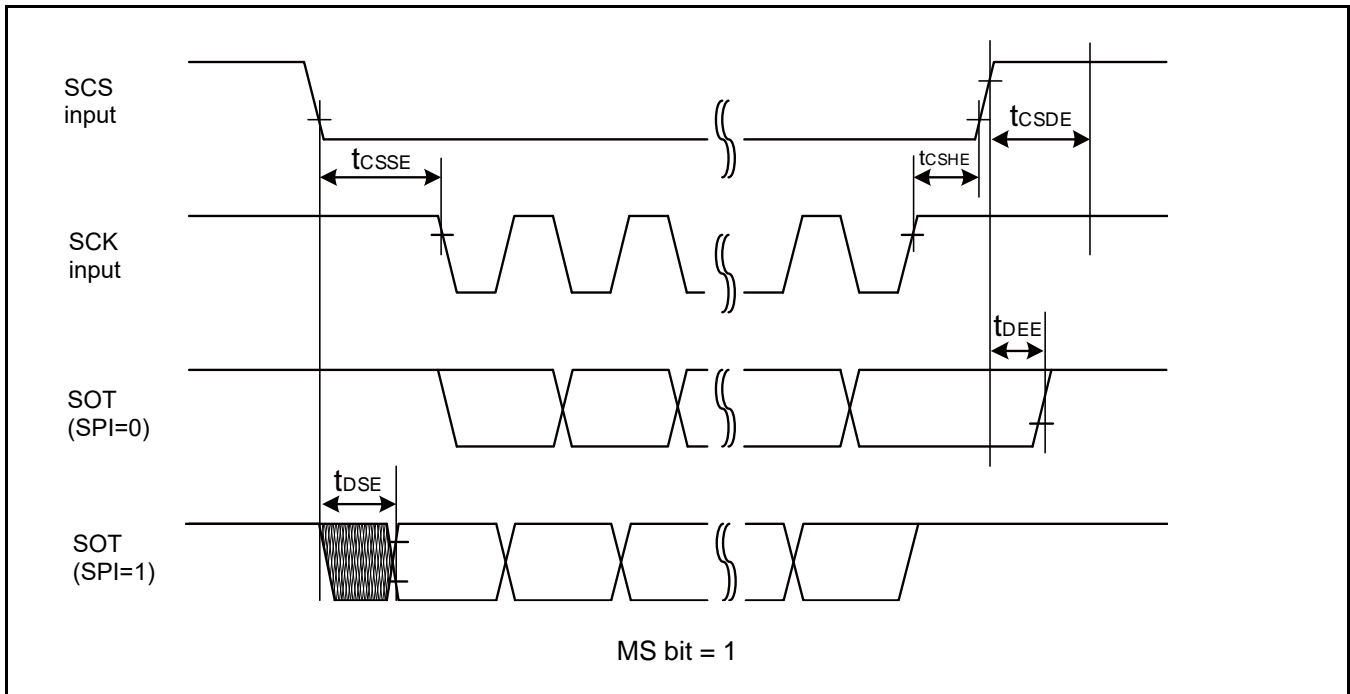 SCS
input
tCSDE
tCSSE
tCSHE
SCK
input
tDEE
SOT
(SPI=0)
tDSE
SOT
(SPI=1)
MS bit = 1